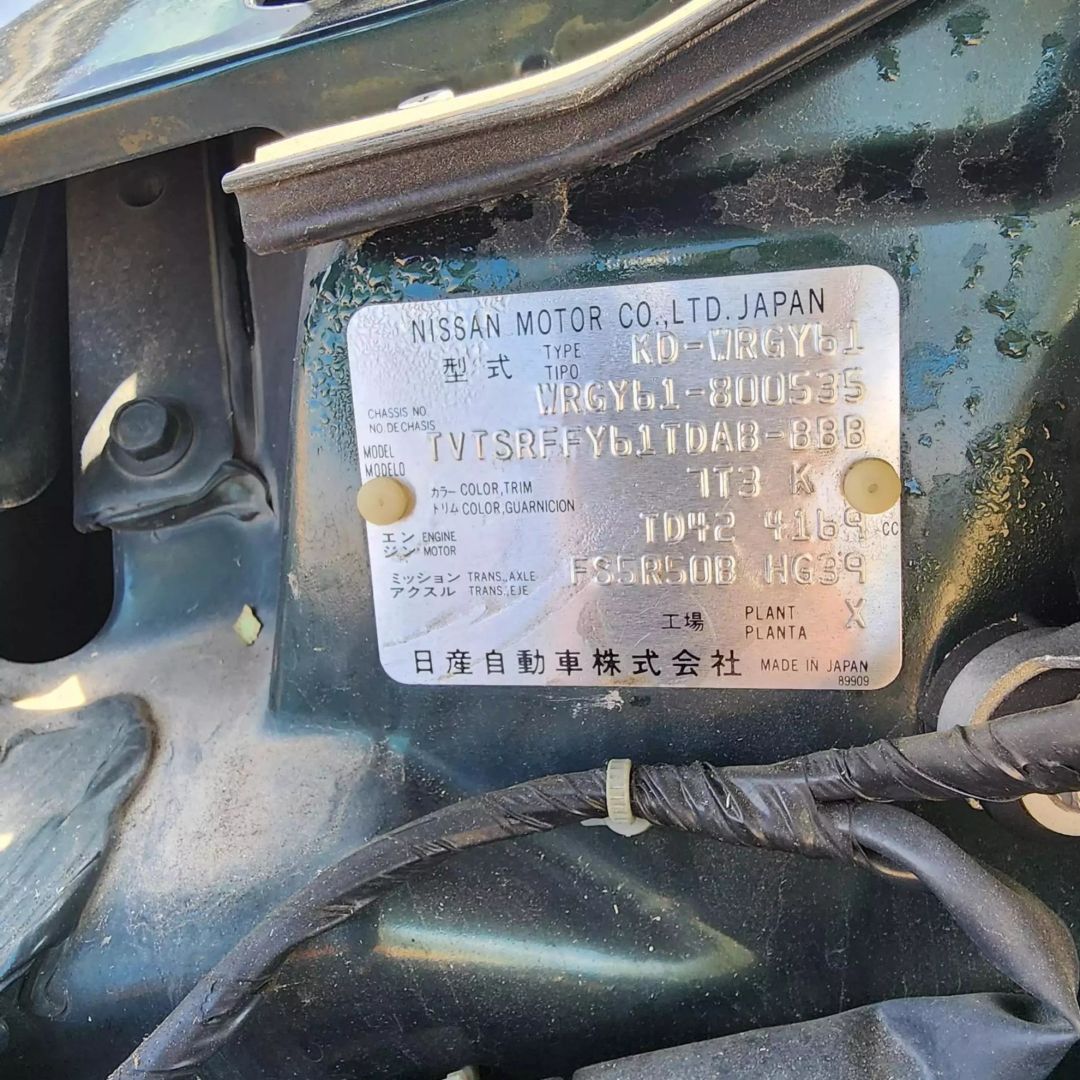 NISSAN MOTOR CO.,LTD. JAPAN
型式 TYPE TIPO KD-WRGY61
CHASSIS NO. NO.DE CHASIS WRGY61-800535
MODEL MODELO TVTSRFFY61TDAB-BBB
カラー COLOR,TRIM
トリム COLOR,GUARNICION 7T3 K
エンジン ENGINE MOTOR TD42 4169 cc
ミッション TRANS.,AXLE
アクスル TRANS.,EJE FS5R50B HG39
工場 PLANT PLANTA X
日産自動車株式会社 MADE IN JAPAN
89909